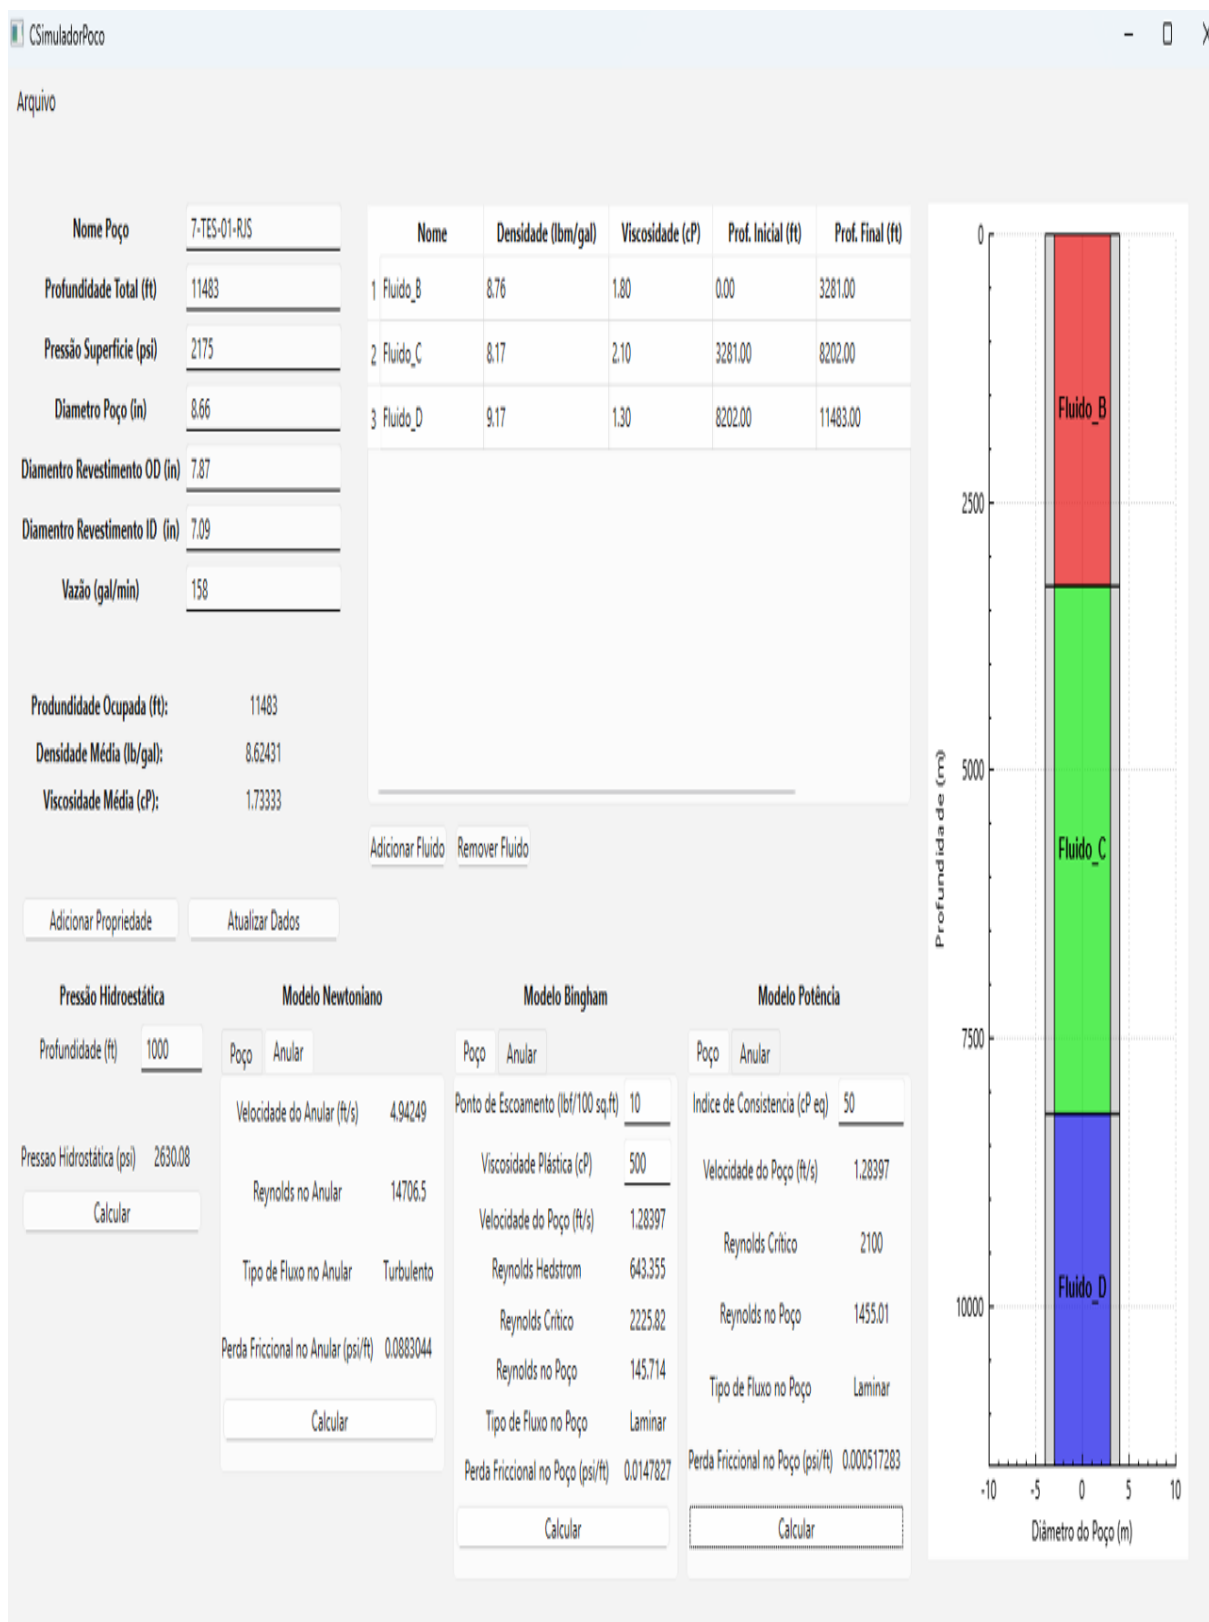 CSimuladorPoco
Arquivo
Nome Poço 7-TES-01-RJS
Profundidade Total (ft) 11483
Pressão Superficie (psi) 2175
Diametro Poço (in) 8.66
Diamentro Revestimento OD (in) 7.87
Diamentro Revestimento ID (in) 7.09
Vazão (gal/min) 158
Produndidade Ocupada (ft): 11483
Densidade Média (lb/gal): 8.62431
Viscosidade Média (cP): 1.73333
Adicionar Propriedade Atualizar Dados
Nome Densidade (lbm/gal) Viscosidade (cP) Prof. Inicial (ft) Prof. Final (ft)
1 Fluido_B 8.76 1.80 0.00 3281.00
2 Fluido_C 8.17 2.10 3281.00 8202.00
3 Fluido_D 9.17 1.30 8202.00 11483.00
Adicionar Fluido Remover Fluido
Pressão Hidroestática
Profundidade (ft) 1000
Pressao Hidrostática (psi) 2630.08
Calcular
Modelo Newtoniano
Poço Anular
Velocidade do Anular (ft/s) 4.94249
Reynolds no Anular 14706.5
Tipo de Fluxo no Anular Turbulento
Perda Friccional no Anular (psi/ft) 0.0883044
Calcular
Modelo Bingham
Poço Anular
Ponto de Escoamento (lbf/100 sq.ft) 10
Viscosidade Plástica (cP) 500
Velocidade do Poço (ft/s) 1.28397
Reynolds Hedstrom 643.355
Reynolds Crítico 2225.82
Reynolds no Poço 145.714
Tipo de Fluxo no Poço Laminar
Perda Friccional no Poço (psi/ft) 0.0147827
Calcular
Modelo Potência
Poço Anular
Indice de Consistencia (cP eq) 50
Velocidade do Poço (ft/s) 1.28397
Reynolds Crítico 2100
Reynolds no Poço 1455.01
Tipo de Fluxo no Poço Laminar
Perda Friccional no Poço (psi/ft) 0.000517283
Calcular
Profundidade (m)
0
2500
5000
7500
10000
Fluido_B
Fluido_C
Fluido_D
-10 -5 0 5 10
Diâmetro do Poço (m)